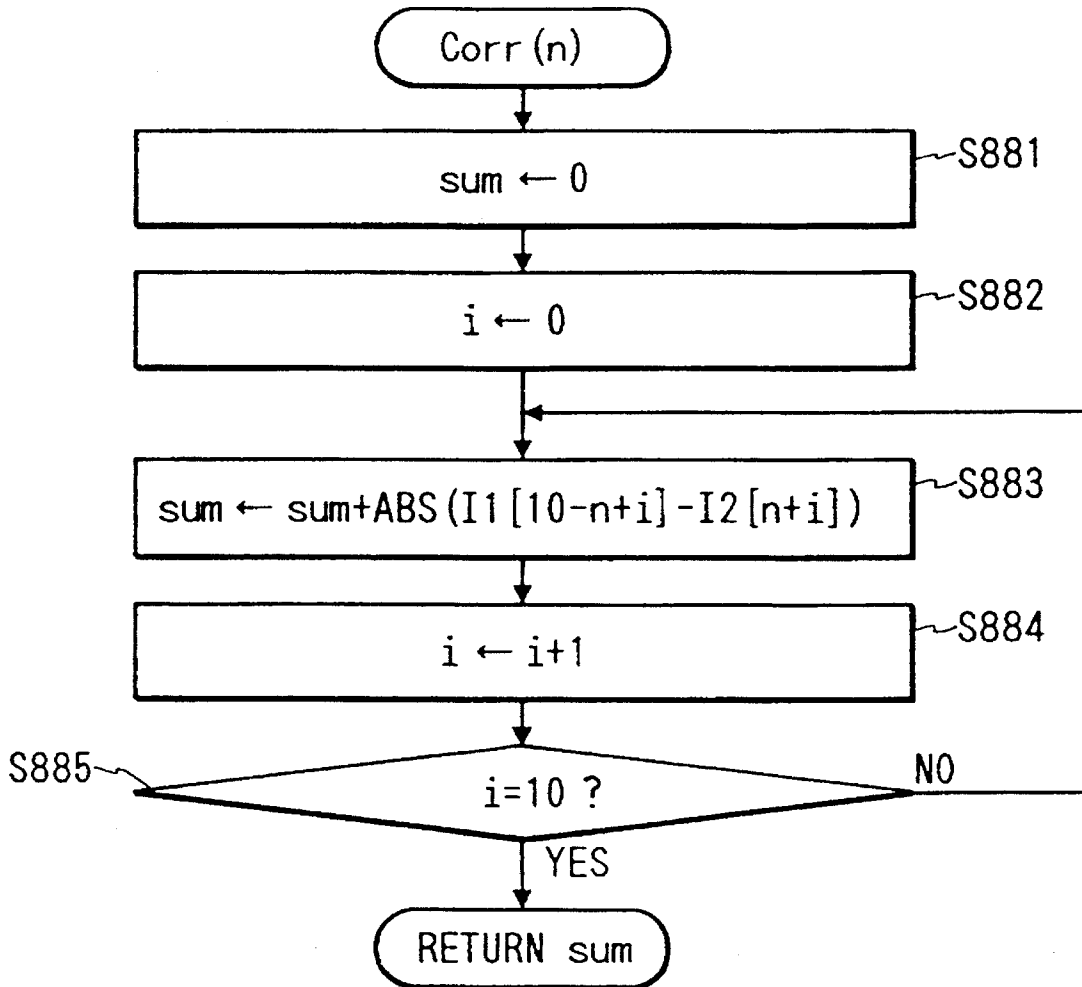 Corr(n)
sum ← 0
S881
i ← 0
S882
sum ← sum+ABS(I1[10-n+i]-I2[n+i])
S883
i ← i+1
S884
S885
i=10 ?
NO
YES
RETURN sum